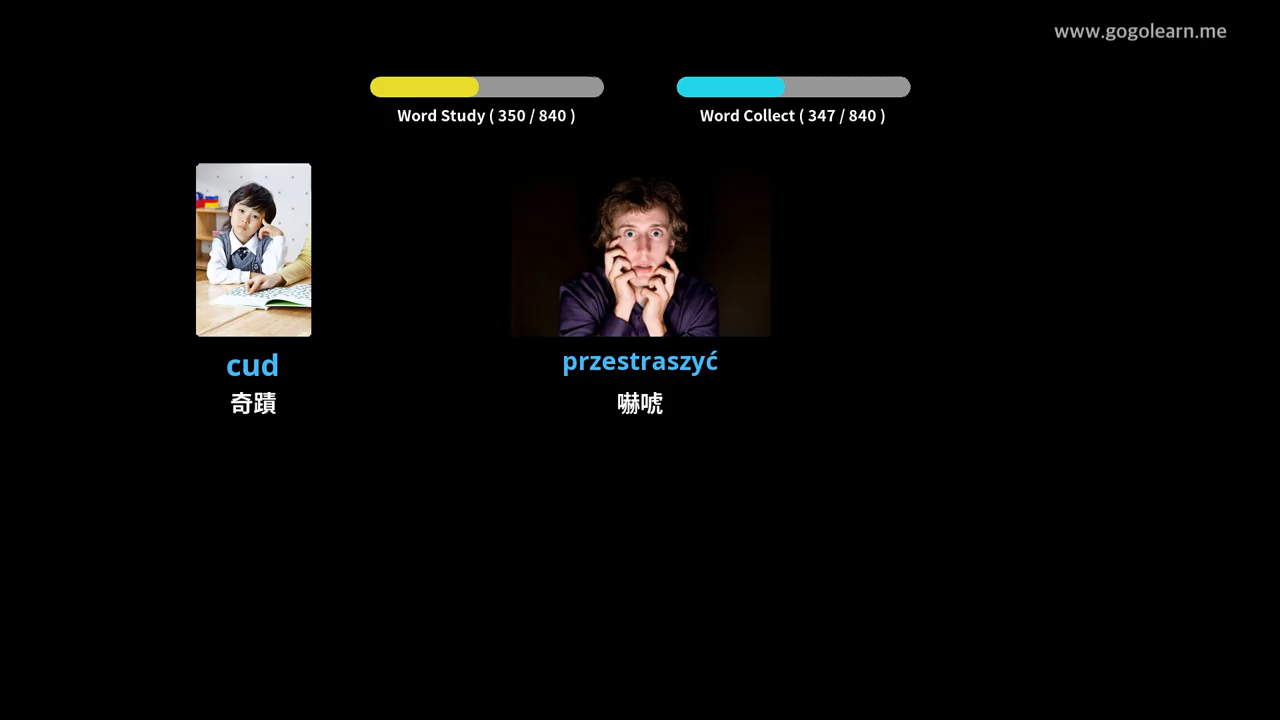 www.gogolearn.me
Word Study ( 350 / 840 )
Word Collect ( 347 / 840 )
cud
przestraszyć
奇蹟
嚇唬